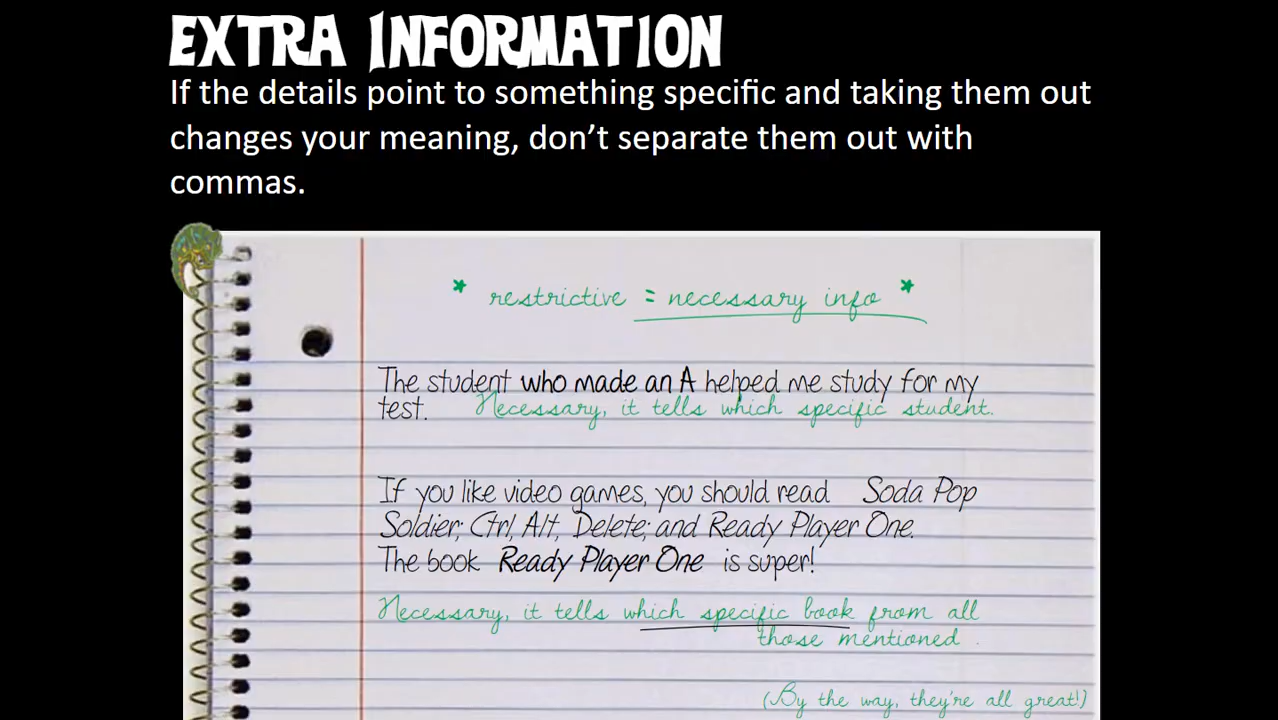 EXTRA INFORMATION
If the details point to something specific and taking them out
changes your meaning, don’t separate them out with
commas.
* restrictive = necessary info *
The student who made an A helped me study for my
test. Necessary, it tells which specific student.
If you like video games, you should read Soda Pop
Soldier; Ctrl, Alt, Delete; and Ready Player One.
The book Ready Player One is super!
Necessary, it tells which specific book from all
those mentioned.
(By the way, they're all great!)